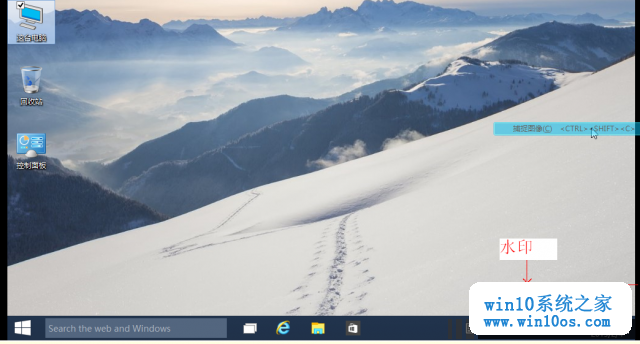 这台电脑
回收站
控制面板
捕捉图像(C) <CTRL><SHIFT><C>
水印
win10系统之家
www.win10os.com
Search the web and Windows